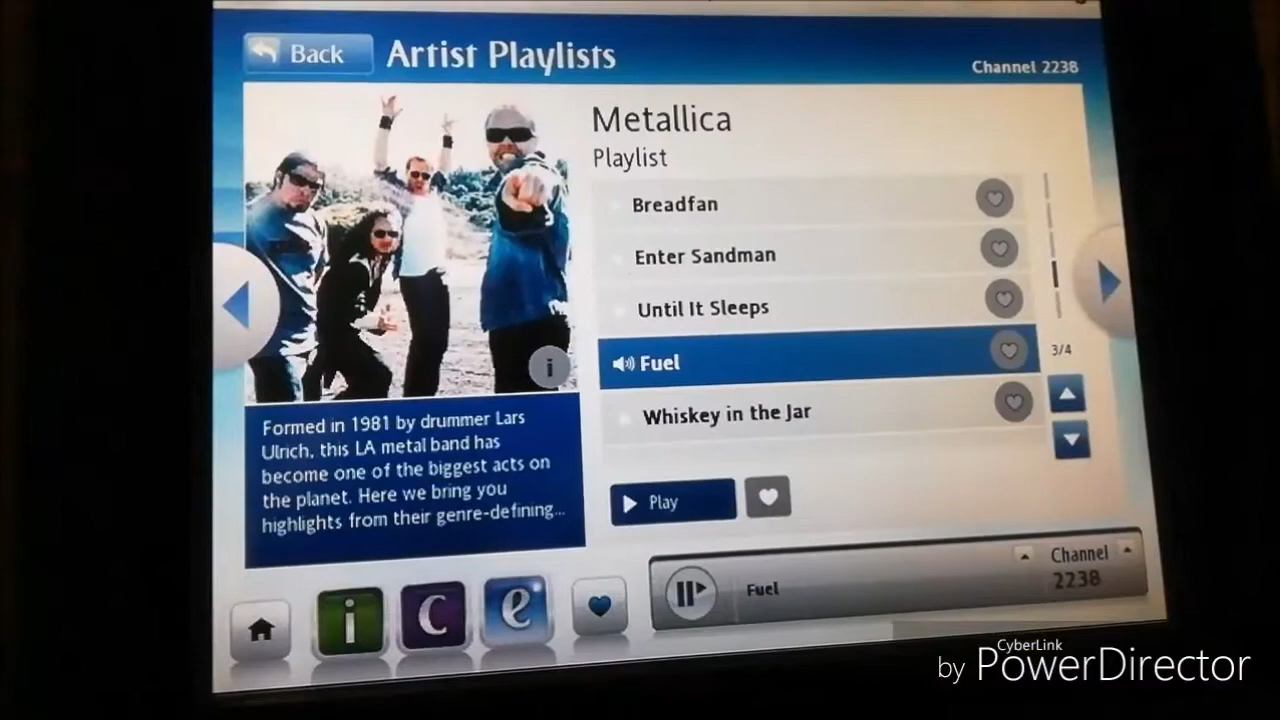 Back
Artist Playlists
Channel 2238
Metallica
Playlist
Breadfan
Enter Sandman
Until It Sleeps
Fuel
Whiskey in the Jar
3/4
i
Formed in 1981 by drummer Lars
Ulrich, this LA metal band has
become one of the biggest acts on
the planet. Here we bring you
highlights from their genre-defining...
Play
i
c
e
Fuel
Channel
2238
CyberLink
by PowerDirector